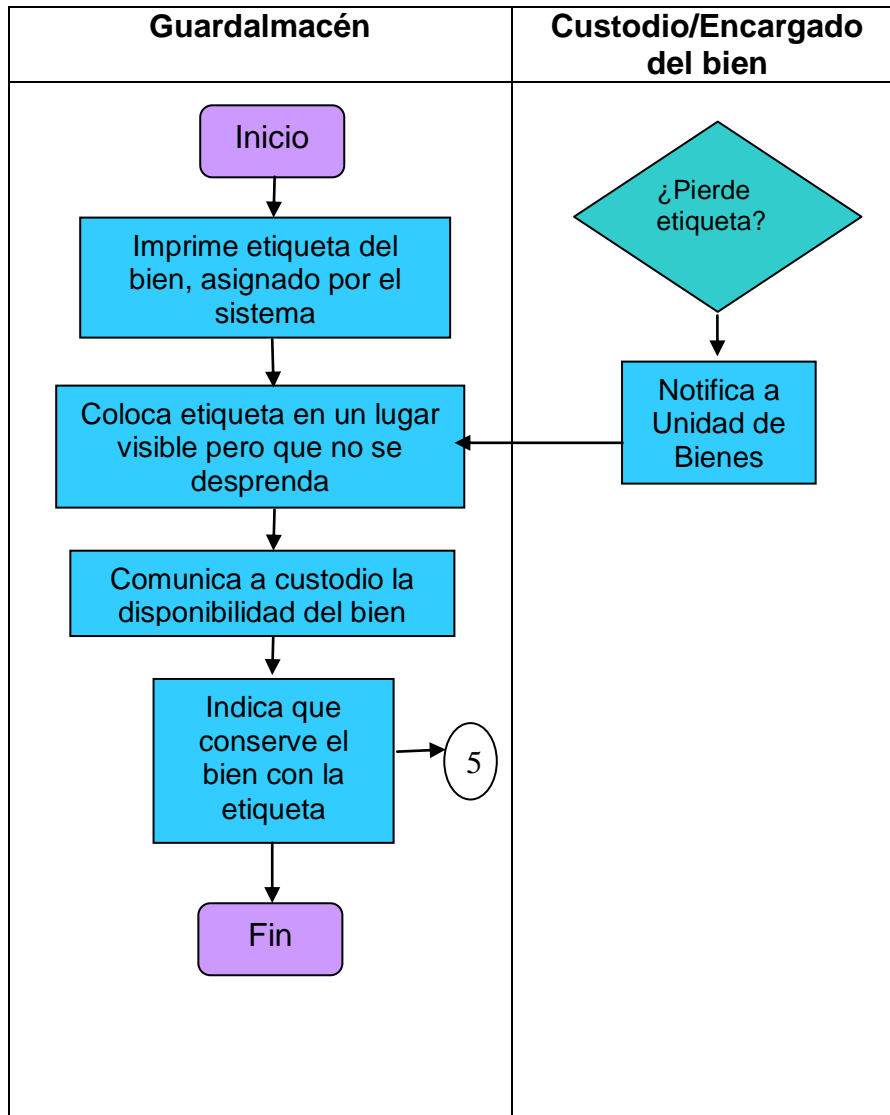 Guardalmacén
Custodio/Encargado
del bien
Inicio
Imprime etiqueta del
bien, asignado por el
sistema
Coloca etiqueta en un lugar
visible pero que no se
desprenda
Comunica a custodio la
disponibilidad del bien
Indica que
conserve el
bien con la
etiqueta
5
Fin
¿Pierde
etiqueta?
Notifica a
Unidad de
Bienes